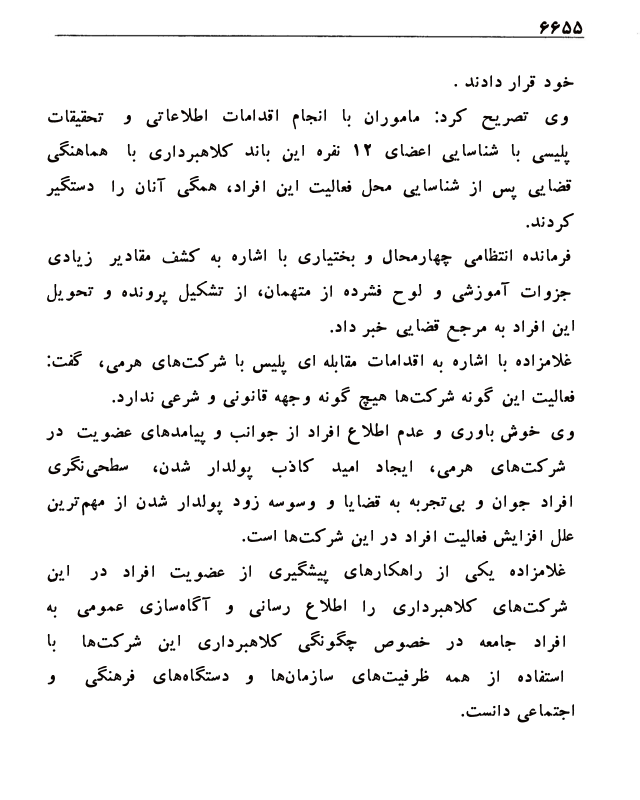 ۶۶۵۵
خود قرار دادند .
وی تصریح کرد: ماموران با انجام اقدامات اطلاعاتی و تحقیقات
پلیسی با شناسایی اعضای ۱۲ نفره این باند کلاهبرداری با هماهنگی
قضایی پس از شناسایی محل فعالیت این افراد، همگی آنان را دستگیر
کردند.
فرمانده انتظامی چهارمحال و بختیاری با اشاره به کشف مقادیر زیادی
جزوات آموزشی و لوح فشرده از متهمان، از تشکیل پرونده و تحویل
این افراد به مرجع قضایی خبر داد.
غلامزاده با اشاره به اقدامات مقابله ای پلیس با شرکت‌های هرمی، گفت:
فعالیت این گونه شرکت‌ها هیچ گونه وجهه قانونی و شرعی ندارد.
وی خوش باوری و عدم اطلاع افراد از جوانب و پیامدهای عضویت در
شرکت‌های هرمی، ایجاد امید کاذب پولدار شدن، سطحی‌نگری
افراد جوان و بی‌تجربه به قضایا و وسوسه زود پولدار شدن از مهم‌ترین
علل افزایش فعالیت افراد در این شرکت‌ها است.
غلامزاده یکی از راهکارهای پیشگیری از عضویت افراد در این
شرکت‌های کلاهبرداری را اطلاع رسانی و آگاه‌سازی عمومی به
افراد جامعه در خصوص چگونگی کلاهبرداری این شرکت‌ها با
استفاده از همه ظرفیت‌های سازمان‌ها و دستگاه‌های فرهنگی و
اجتماعی دانست.